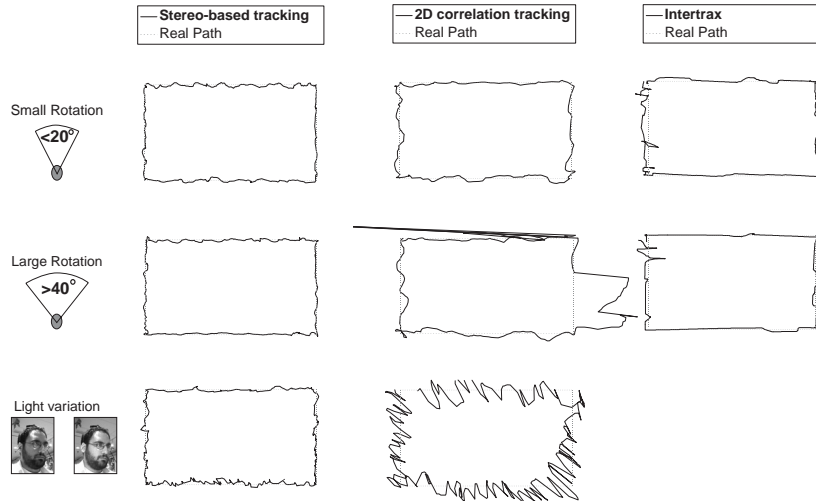 Stereo-based tracking
Real Path
2D correlation tracking
Real Path
Intertrax
Real Path
Small Rotation
<20°
Large Rotation
>40°
Light variation